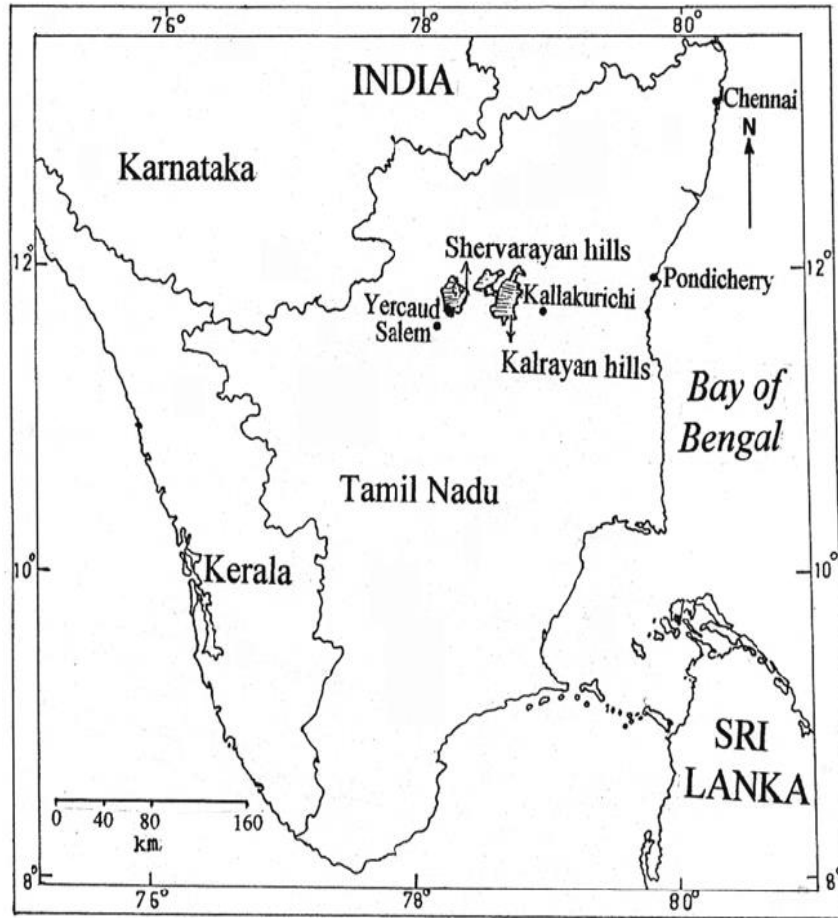 76° 78° 80°
INDIA
Chennai
N
Karnataka
Shervarayan hills
12° 12°
Pondicherry
Yercaud Kallakurichi
Salem
Kalrayan hills
Bay of
Bengal
Tamil Nadu
10° Kerala 10°
SRI
LANKA
0 40 80 160
km
8° 8°
76° 78° 80°